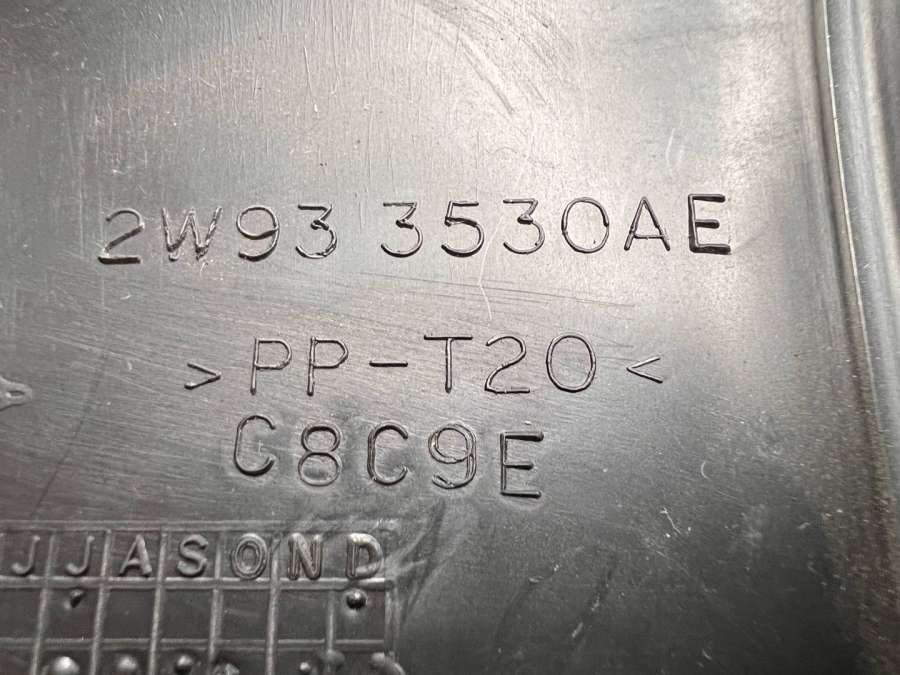 2W93 3530AE
>PP-T20<
C8C9E
JJASOND